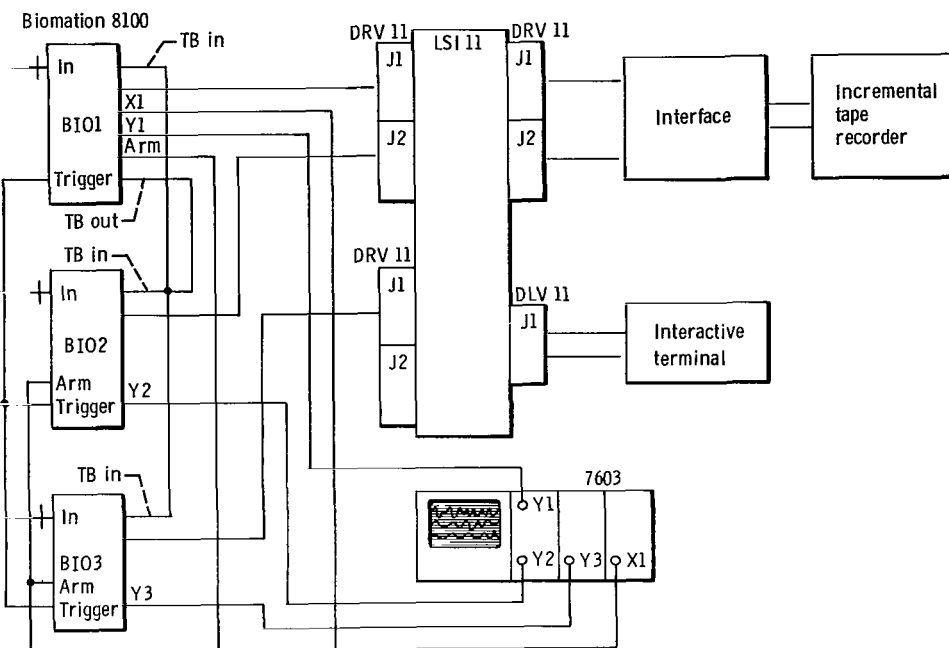 Biomation 8100
TB in
In
X1
Y1
BIO1
Arm
Trigger
TB out
TB in
In
BIO2
Arm
Trigger
Y2
TB in
In
BIO3
Arm
Trigger
Y3
DRV 11
LSI 11
DRV 11
J1
J1
J2
J2
DRV 11
J1
J2
DLV 11
J1
Interface
Incremental
tape
recorder
Interactive
terminal
7603
Y1
Y2
Y3
X1